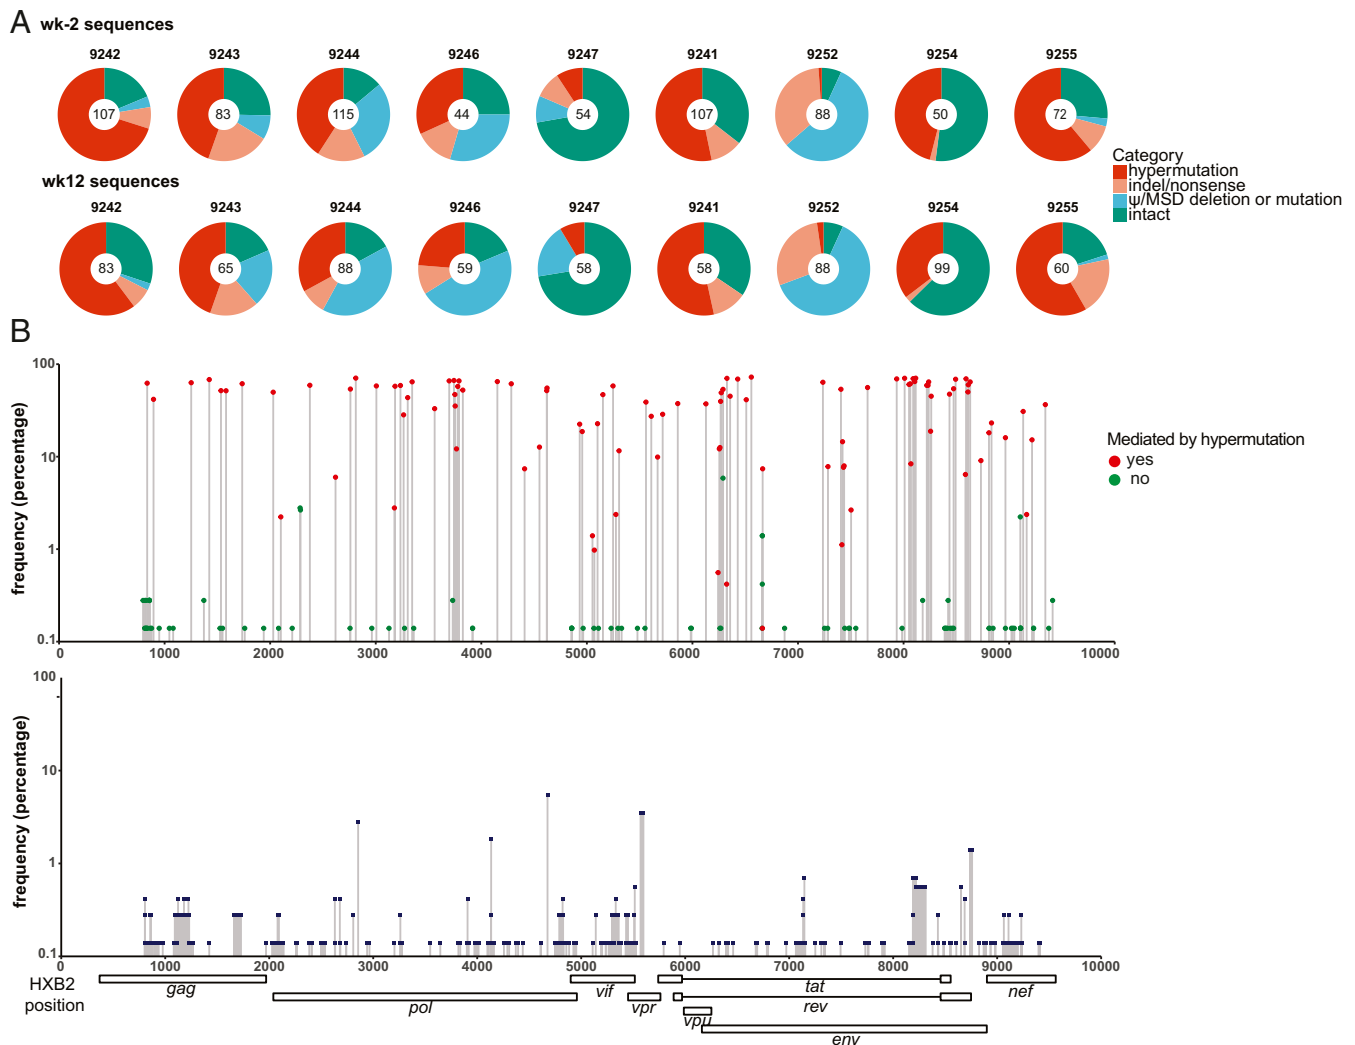 A wk-2 sequences
9242 9243 9244 9246 9247 9241 9252 9254 9255
107 83 115 44 54 107 88 50 72
Category
hypermutation
indel/nonsense
ψ/MSD deletion or mutation
intact
wk12 sequences
9242 9243 9244 9246 9247 9241 9252 9254 9255
83 65 88 59 58 58 88 99 60
B
frequency (percentage)
100
10
1
0.1
0 1000 2000 3000 4000 5000 6000 7000 8000 9000 10000
Mediated by hypermutation
yes
no
frequency (percentage)
100
10
1
0.1
0 1000 2000 3000 4000 5000 6000 7000 8000 9000 10000
HXB2
position
gag
pol
vif
vpr
tat
rev
vpu
env
nef